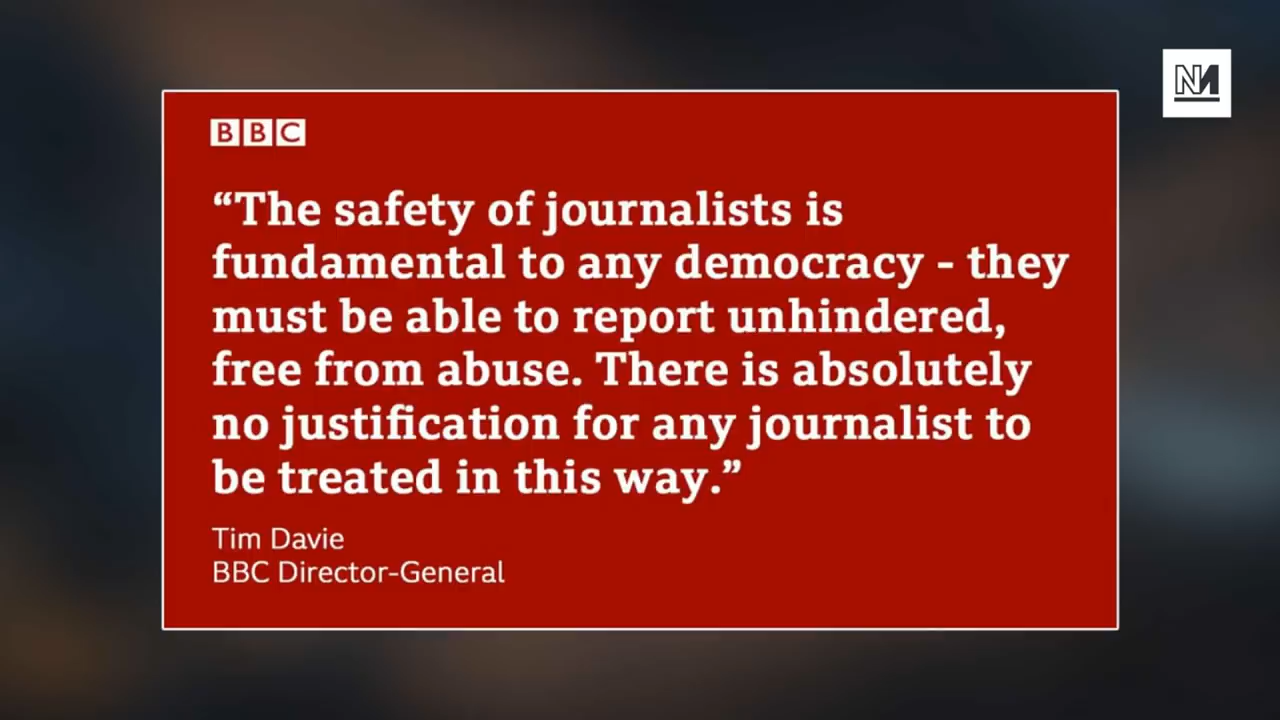 BBC
“The safety of journalists is
fundamental to any democracy - they
must be able to report unhindered,
free from abuse. There is absolutely
no justification for any journalist to
be treated in this way.”
Tim Davie
BBC Director-General
NM